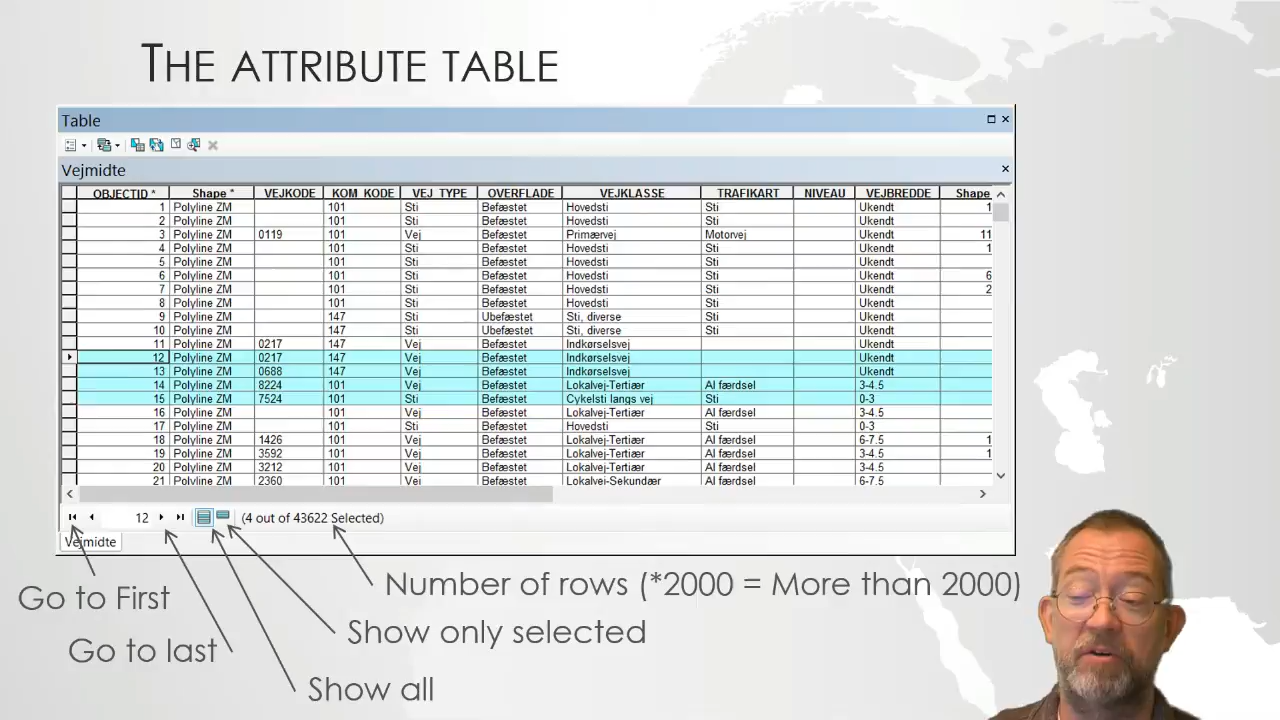 THE ATTRIBUTE TABLE
Table
Vejmidte
OBJECTID * Shape * VEJKODE KOM_KODE VEJ_TYPE OVERFLADE VEJKLASSE TRAFIKART NIVEAU VEJBREDDE Shape
1 Polyline ZM 101 Sti Befæstet Hovedsti Sti Ukendt 1
2 Polyline ZM 101 Sti Befæstet Hovedsti Sti Ukendt
3 Polyline ZM 0119 101 Vej Befæstet Primærvej Motorvej Ukendt 11
4 Polyline ZM 101 Sti Befæstet Hovedsti Sti Ukendt 1
5 Polyline ZM 101 Sti Befæstet Hovedsti Sti Ukendt
6 Polyline ZM 101 Sti Befæstet Hovedsti Sti Ukendt 6
7 Polyline ZM 101 Sti Befæstet Hovedsti Sti Ukendt 2
8 Polyline ZM 101 Sti Befæstet Hovedsti Sti Ukendt
9 Polyline ZM 147 Sti Ubefæstet Sti, diverse Sti Ukendt
10 Polyline ZM 147 Sti Ubefæstet Sti, diverse Sti Ukendt
11 Polyline ZM 0217 147 Vej Befæstet Indkørselsvej Ukendt
12 Polyline ZM 0217 147 Vej Befæstet Indkørselsvej Ukendt
13 Polyline ZM 0688 147 Vej Befæstet Indkørselsvej Ukendt
14 Polyline ZM 8224 101 Vej Befæstet Lokalvej-Tertiær Al færdsel 3-4.5
15 Polyline ZM 7524 101 Sti Befæstet Cykelsti langs vej Sti 0-3
16 Polyline ZM 101 Vej Befæstet Lokalvej-Tertiær Al færdsel 3-4.5
17 Polyline ZM 101 Sti Befæstet Hovedsti Sti 0-3
18 Polyline ZM 1426 101 Vej Befæstet Lokalvej-Tertiær Al færdsel 6-7.5 1
19 Polyline ZM 3592 101 Vej Befæstet Lokalvej-Tertiær Al færdsel 3-4.5 1
20 Polyline ZM 3212 101 Vej Befæstet Lokalvej-Tertiær Al færdsel 3-4.5
21 Polyline ZM 2360 101 Vej Befæstet Lokalvej-Sekundær Al færdsel 6-7.5
12 (4 out of 43622 Selected)
Vejmidte
Go to First
Number of rows (*2000 = More than 2000)
Show only selected
Go to last
Show all